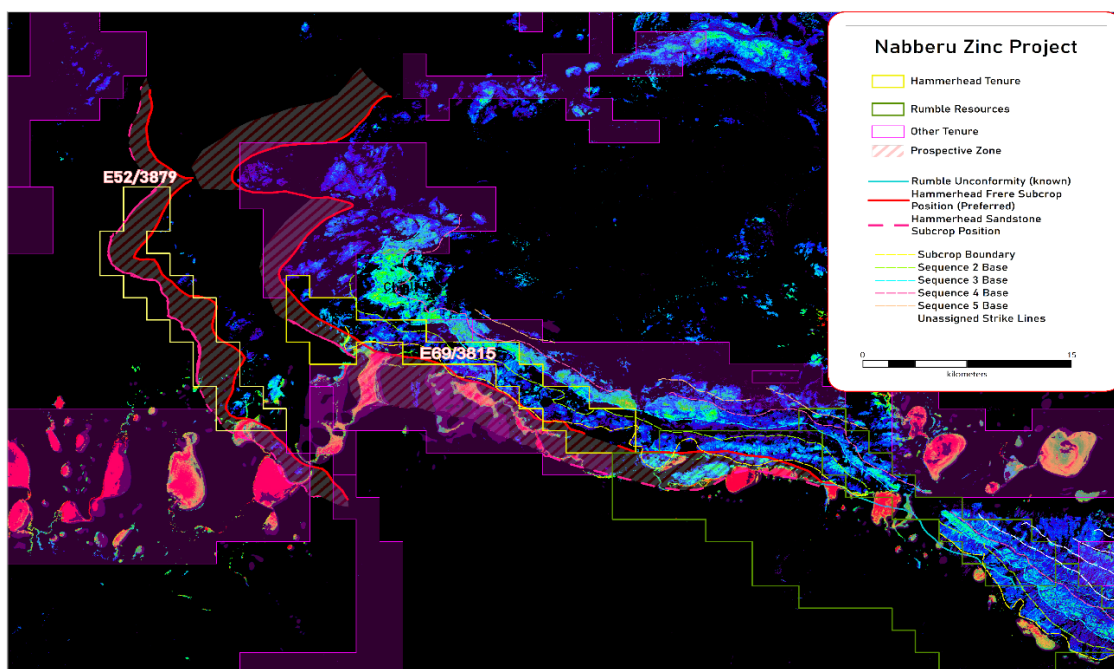 Nabberu Zinc Project
Hammerhead Tenure
Rumble Resources
Other Tenure
Prospective Zone
Rumble Unconformity (known)
Hammerhead Frere Subcrop
Position (Preferred)
Hammerhead Sandstone
Subcrop Position
Subcrop Boundary
Sequence 2 Base
Sequence 3 Base
Sequence 4 Base
Sequence 5 Base
Unassigned Strike Lines
0 15
kilometers
E52/3879
E69/3815